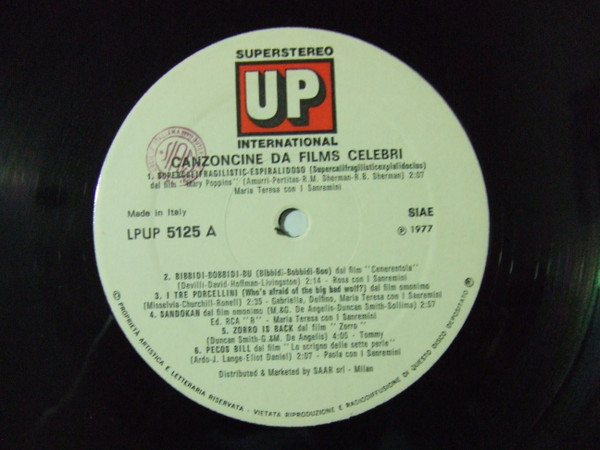 SUPERSTEREO
UP
INTERNATIONAL
CANZONCINE DA FILMS CELEBRI
1. SUPERCALIFRAGILISTIC-ESPIRALIDOSO (Supercalifragilisticexpialidocius)
dal film "Mary Poppins" (Amurri-Pertitas-R.M. Sherman-R.B. Sherman) 2:07
Maria Teresa con I Sanremini
Made in Italy
SIAE
LPUP 5125 A
Ⓟ 1977
2. BIBBIDI-BOBBIDI-BU (Bibbidi-Bobbidi-Boo) dal film "Cenerentola"
(Devilli-David-Hoffman-Livingston) 2:14 - Rosa con I Sanremini
3. I TRE PORCELLINI (Who's afraid of the big bad wolf?) dal film omonimo
(Misselvia-Churchill-Ronell) 2:35 - Gabriella, Dolfina, Maria Teresa con I Sanremini
4. SANDOKAN dal film omonimo (M.&G. De Angelis-Duncan Smith-Sollima) 2:52
Ed. RCA "R" - Maria Teresa con I Sanremini
5. ZORRO IS BACK dal film "Zorro"
(Duncan Smith-G.&M. De Angelis) 4:05 - Tommy
6. PECOS BILL dal film "Lo scrigno delle sette perle"
(Ardo-J. Lange-Eliot Daniel) 2:07 - Paola con I Sanremini
Distributed & Marketed by SAAR srl - Milan
© PROPRIETÀ ARTISTICA E LETTERARIA RISERVATA - VIETATA RIPRODUZIONE E RADIODIFFUSIONE DI QUESTO DISCO DEPOSITATO Ⓟ